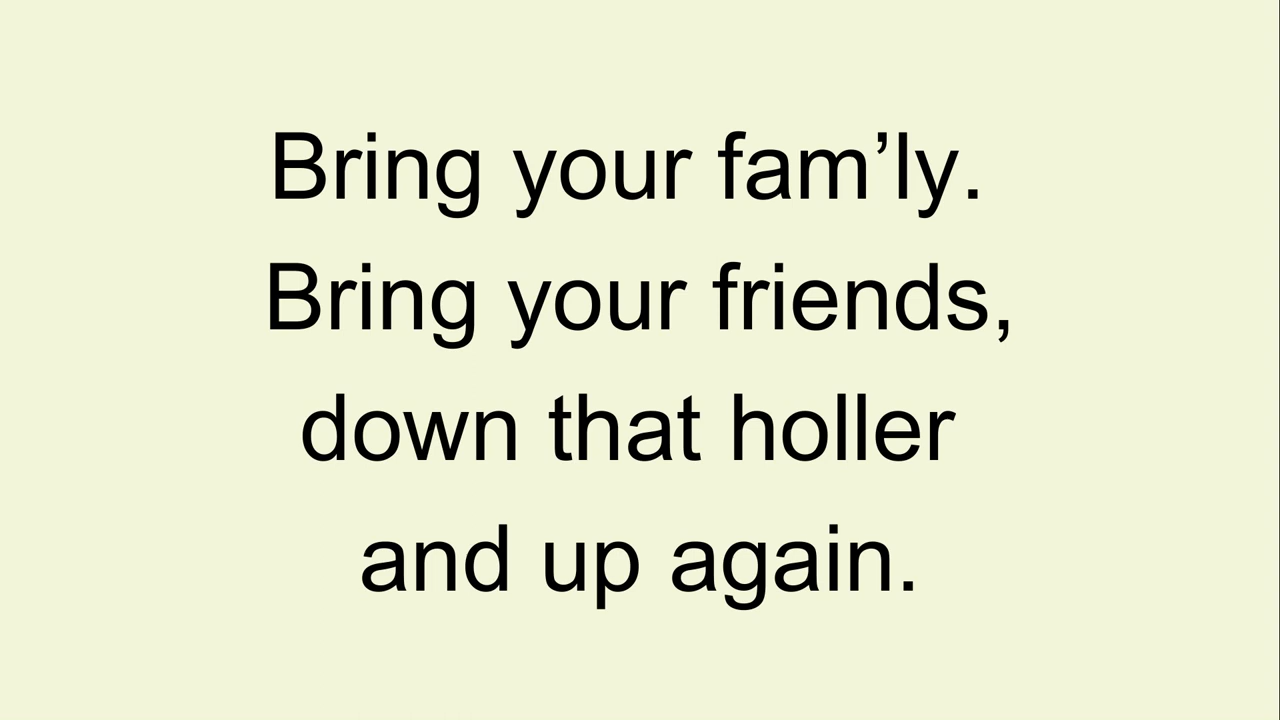 Bring your fam’ly.
Bring your friends,
down that holler
and up again.